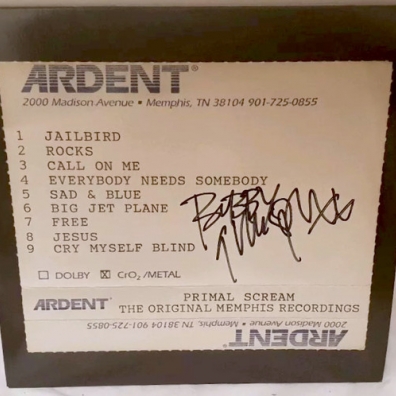 ARDENT®
2000 Madison Avenue ▪ Memphis, TN 38104 901-725-0855
1 JAILBIRD
2 ROCKS
3 CALL ON ME
4 EVERYBODY NEEDS SOMEBODY
5 SAD & BLUE
6 BIG JET PLANE
7 FREE
8 JESUS
9 CRY MYSELF BLIND
BOBBY
☐ DOLBY ☒ CrO₂ /METAL
ARDENT® PRIMAL SCREAM
THE ORIGINAL MEMPHIS RECORDINGS
2000 Madison Avenue ▪ Memphis, TN 38104 901-725-0855
ARDENT®